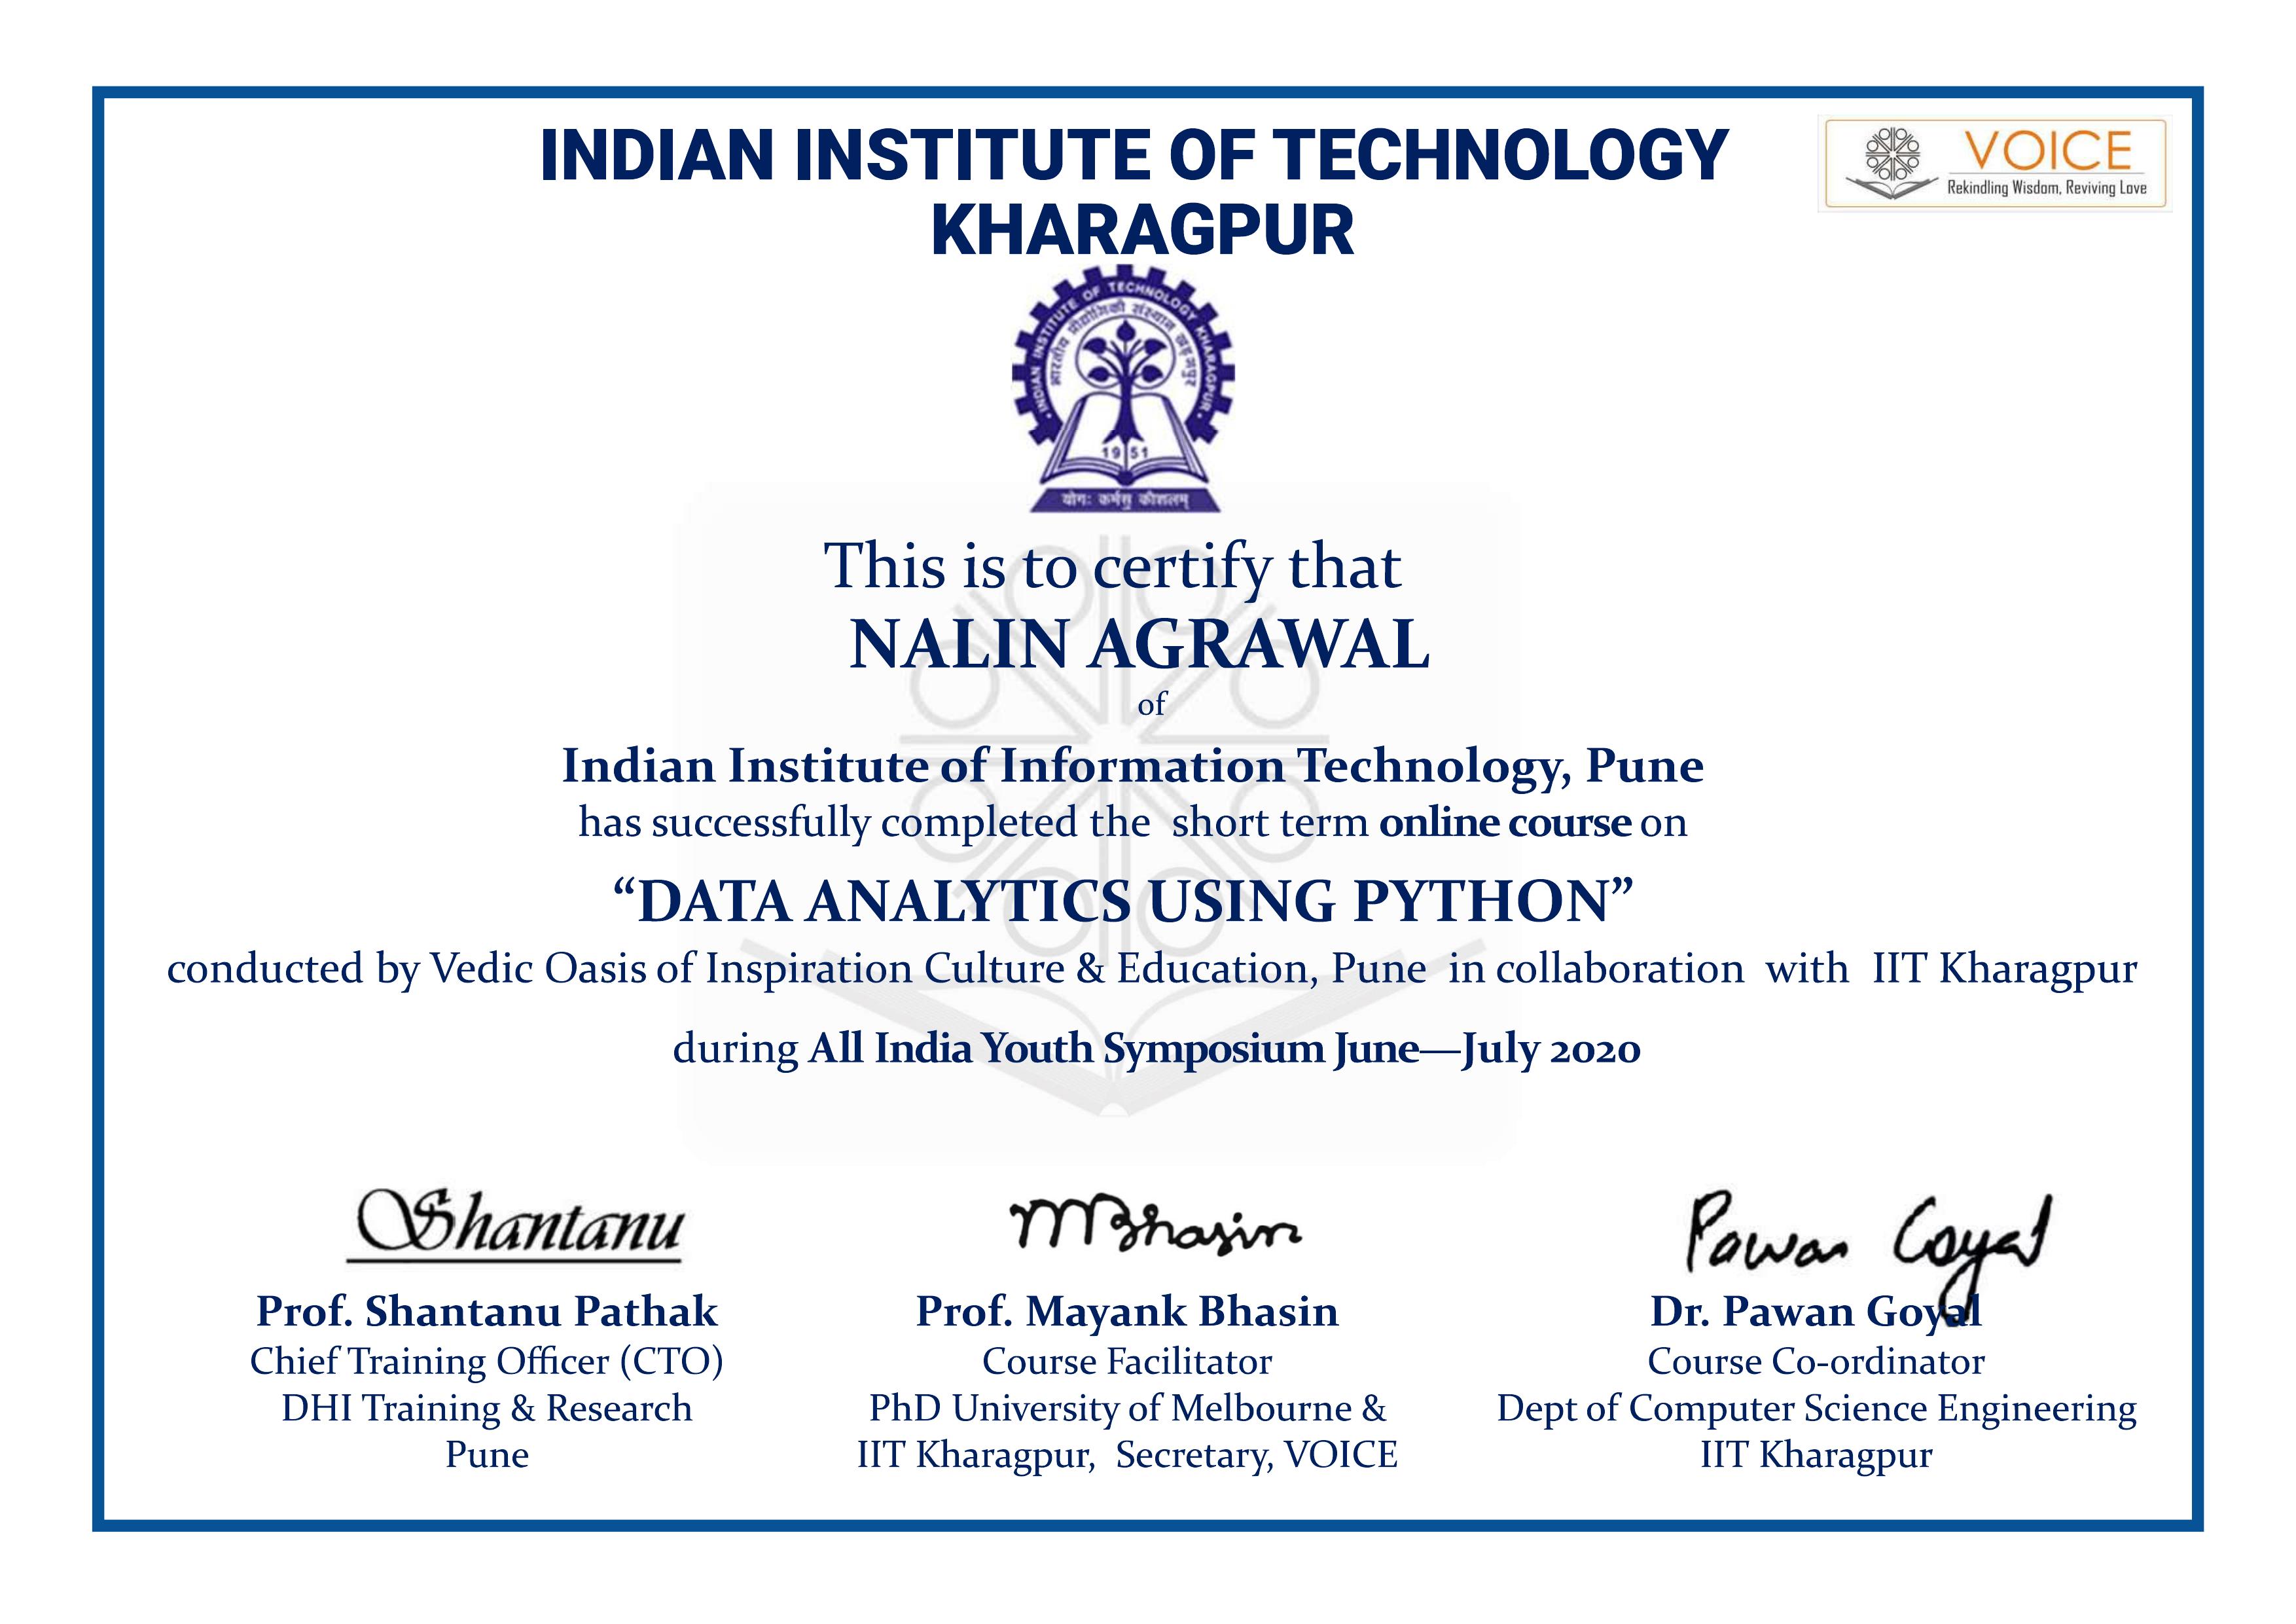 INDIAN INSTITUTE OF TECHNOLOGY
KHARAGPUR
VOICE
Rekindling Wisdom, Reviving Love
INDIAN INSTITUTE OF TECHNOLOGY KHARAGPUR
भारतीय प्रौद्योगिकी संस्थान खड़गपुर
1951
योगः कर्मसु कौशलम्
This is to certify that
NALIN AGRAWAL
of
Indian Institute of Information Technology, Pune
has successfully completed the short term online course on
“DATA ANALYTICS USING PYTHON”
conducted by Vedic Oasis of Inspiration Culture & Education, Pune in collaboration with IIT Kharagpur
during All India Youth Symposium June—July 2020
Shantanu
MBhasin
Pawan Goyal
Prof. Shantanu Pathak
Chief Training Officer (CTO)
DHI Training & Research
Pune
Prof. Mayank Bhasin
Course Facilitator
PhD University of Melbourne &
IIT Kharagpur, Secretary, VOICE
Dr. Pawan Goyal
Course Co-ordinator
Dept of Computer Science Engineering
IIT Kharagpur